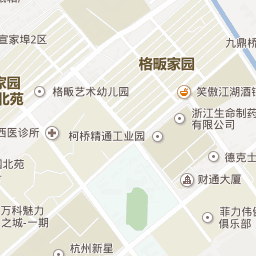 宣家埠2区
九鼎桥
格畈家园
家园
北苑
格畈艺术幼儿园
笑傲江湖酒
浙江生命制药
有限公司
西医诊所
柯桥精通工业园
园北苑
德克士
财通大厦
万科魅力
之城-一期
菲力伟健
俱乐部
杭州新星